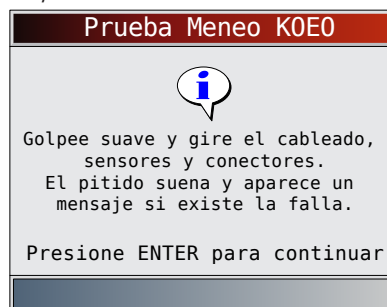 Prueba Meneo KOEO
Golpee suave y gire el cableado,
sensores y conectores.
El pitido suena y aparece un
mensaje si existe la falla.
Presione ENTER para continuar